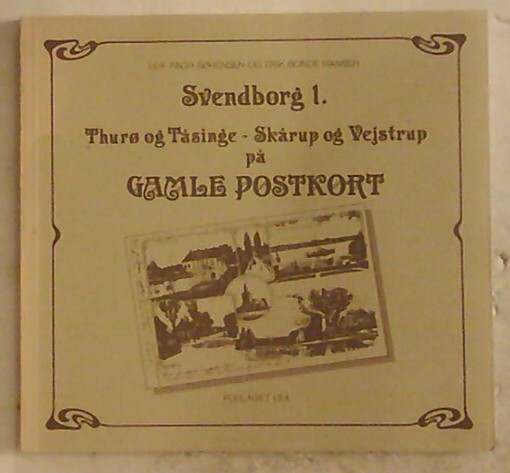 LEIF PAGH SØRENSEN OG ERIK BONDE HANSEN
Svendborg 1.
Thurø og Tåsinge - Skårup og Vejstrup
på
GAMLE POSTKORT
FORLAGET LEA